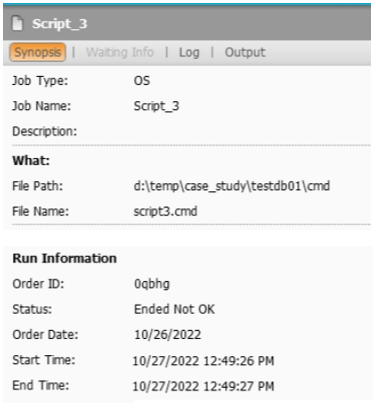 Script_3
Synopsis | Waiting Info | Log | Output
Job Type: OS
Job Name: Script_3
Description:
What:
File Path: d:\temp\case_study\testdb01\cmd
File Name: script3.cmd
Run Information
Order ID: 0qbhg
Status: Ended Not OK
Order Date: 10/26/2022
Start Time: 10/27/2022 12:49:26 PM
End Time: 10/27/2022 12:49:27 PM